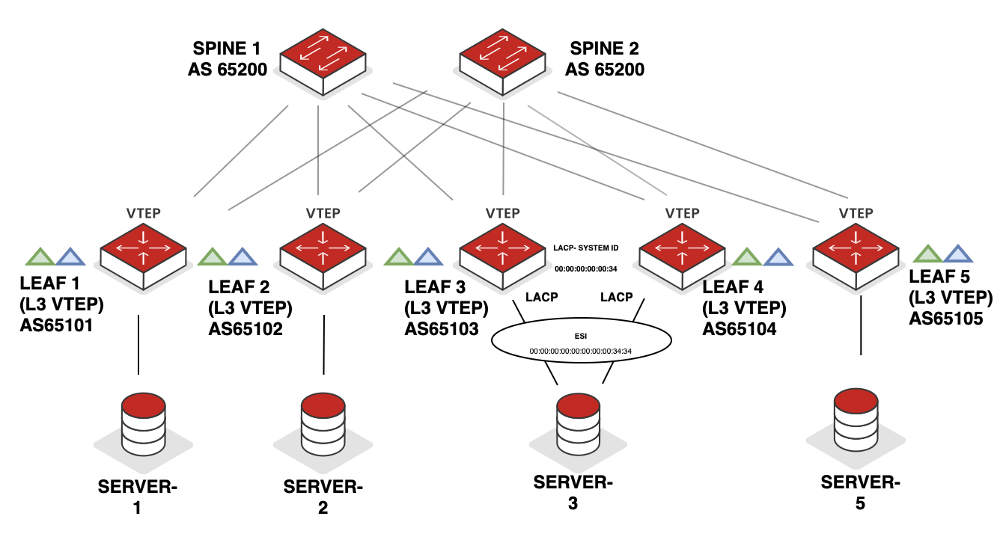 SPINE 1
AS 65200
SPINE 2
AS 65200
VTEP
VTEP
VTEP
VTEP
VTEP
LEAF 1
(L3 VTEP)
AS65101
LEAF 2
(L3 VTEP)
AS65102
LEAF 3
(L3 VTEP)
AS65103
LACP- SYSTEM ID
00:00:00:00:00:34
LEAF 4
(L3 VTEP)
AS65104
LEAF 5
(L3 VTEP)
AS65105
LACP
LACP
ESI
00:00:00:00:00:00:00:00:34:34
SERVER-
1
SERVER-
2
SERVER-
3
SERVER-
5